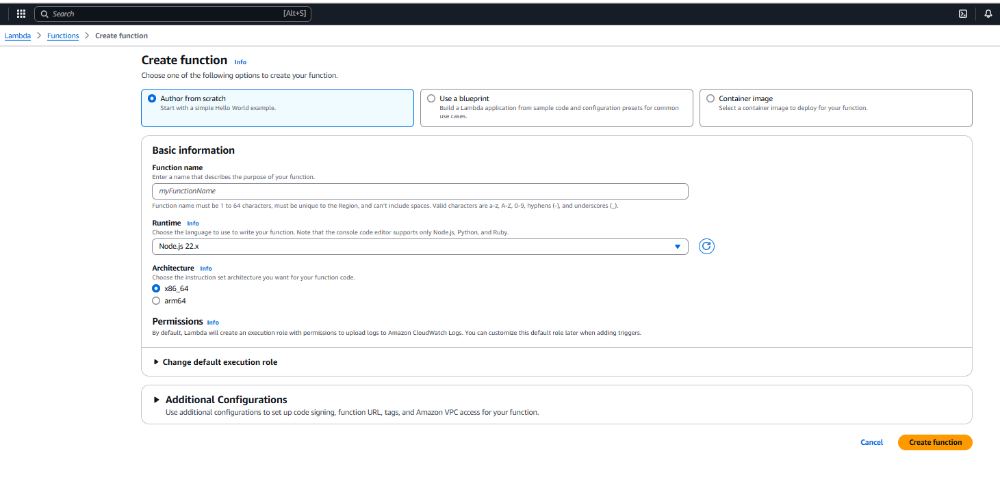 Search [Alt+S]
Lambda > Functions > Create function
Create function Info
Choose one of the following options to create your function.
Author from scratch
Start with a simple Hello World example.
Use a blueprint
Build a Lambda application from sample code and configuration presets for common
use cases.
Container image
Select a container image to deploy for your function.
Basic information
Function name
Enter a name that describes the purpose of your function.
myFunctionName
Function name must be 1 to 64 characters, must be unique to the Region, and can't include spaces. Valid characters are a-z, A-Z, 0-9, hyphens (-), and underscores (_).
Runtime Info
Choose the language to use to write your function. Note that the console code editor supports only Node.js, Python, and Ruby.
Node.js 22.x
Architecture Info
Choose the instruction set architecture you want for your function code.
x86_64
arm64
Permissions Info
By default, Lambda will create an execution role with permissions to upload logs to Amazon CloudWatch Logs. You can customize this default role later when adding triggers.
Change default execution role
Additional Configurations
Use additional configurations to set up code signing, function URL, tags, and Amazon VPC access for your function.
Cancel Create function